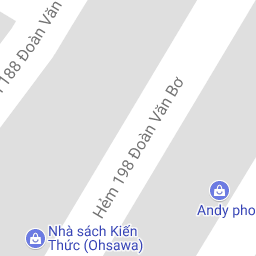 188 Đoàn Văn
Hẻm 198 Đoàn Văn Bơ
Andy pho
Nhà sách Kiến
Thức (Ohsawa)